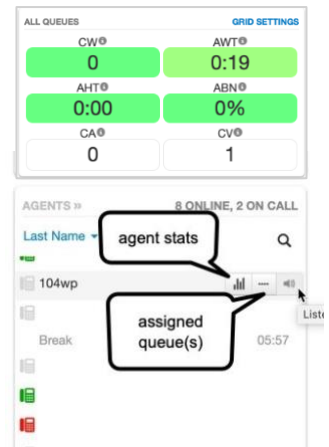 ALL QUEUES GRID SETTINGS
CW AWT
0 0:19
AHT ABN
0:00 0%
CA CV
0 1
AGENTS » 8 ONLINE, 2 ON CALL
Last Name
agent stats
104wp
Liste
assigned
queue(s)
Break 05:57